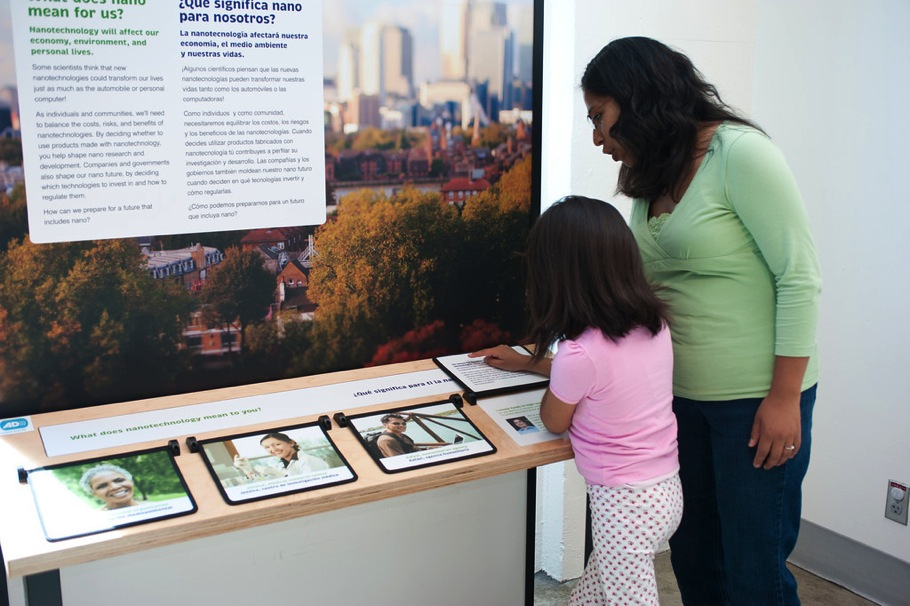 What does nano
mean for us?
Nanotechnology will affect our
economy, environment, and
personal lives.
Some scientists think that new
nanotechnologies could transform our lives
just as much as the automobile or personal
computer!
As individuals and communities, we'll need
to balance the costs, risks, and benefits of
nanotechnologies. By deciding whether to
use products made with nanotechnology,
you help shape nano research and
development. Companies and governments
also shape our nano future, by deciding
which technologies to invest in and how to
regulate them.
How can we prepare for a future that
includes nano?
¿Qué significa nano
para nosotros?
La nanotecnología afectará nuestra
economía, el medio ambiente
y nuestras vidas.
¡Algunos científicos piensan que las nuevas
nanotecnologías pueden transformar nuestras
vidas tanto como los automóviles o las
computadoras!
Como individuos y como comunidad,
necesitaremos equilibrar los costos, los riesgos
y los beneficios de las nanotecnologías. Cuando
decides utilizar productos fabricados con
nanotecnología tú contribuyes a perfilar su
investigación y desarrollo. Las compañías y los
gobiernos también moldean nuestro nano futuro
cuando deciden en qué tecnologías invertir y
cómo regularlas.
¿Cómo podemos prepararnos para un futuro
que incluya nano?
What does nanotechnology mean to you?
¿Qué significa para ti la na
AD